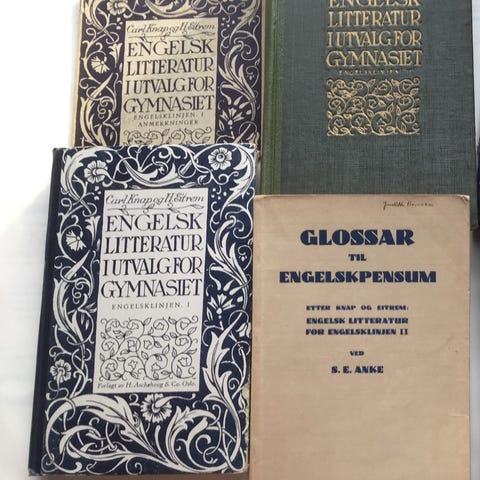 Carl Knap og H. Eitrem
ENGELSK
LITTERATUR
I UTVALG FOR
GYMNASIET
ENGELSKLINJEN. I
ANMERKNINGER
ENGELSK
LITTERATUR
I UTVALG FOR
GYMNASIET
ENGELSKLINJEN
Carl Knap og H. Eitrem
ENGELSK
LITTERATUR
I UTVALG FOR
GYMNASIET
ENGELSKLINJEN. I
Forlagt av H. Aschehoug & Co. Oslo.
Judith
GLOSSAR
TIL
ENGELSKPENSUM
ETTER KNAP OG EITREM:
ENGELSK LITTERATUR
FOR ENGELSKLINJEN II
VED
S. E. ANKE